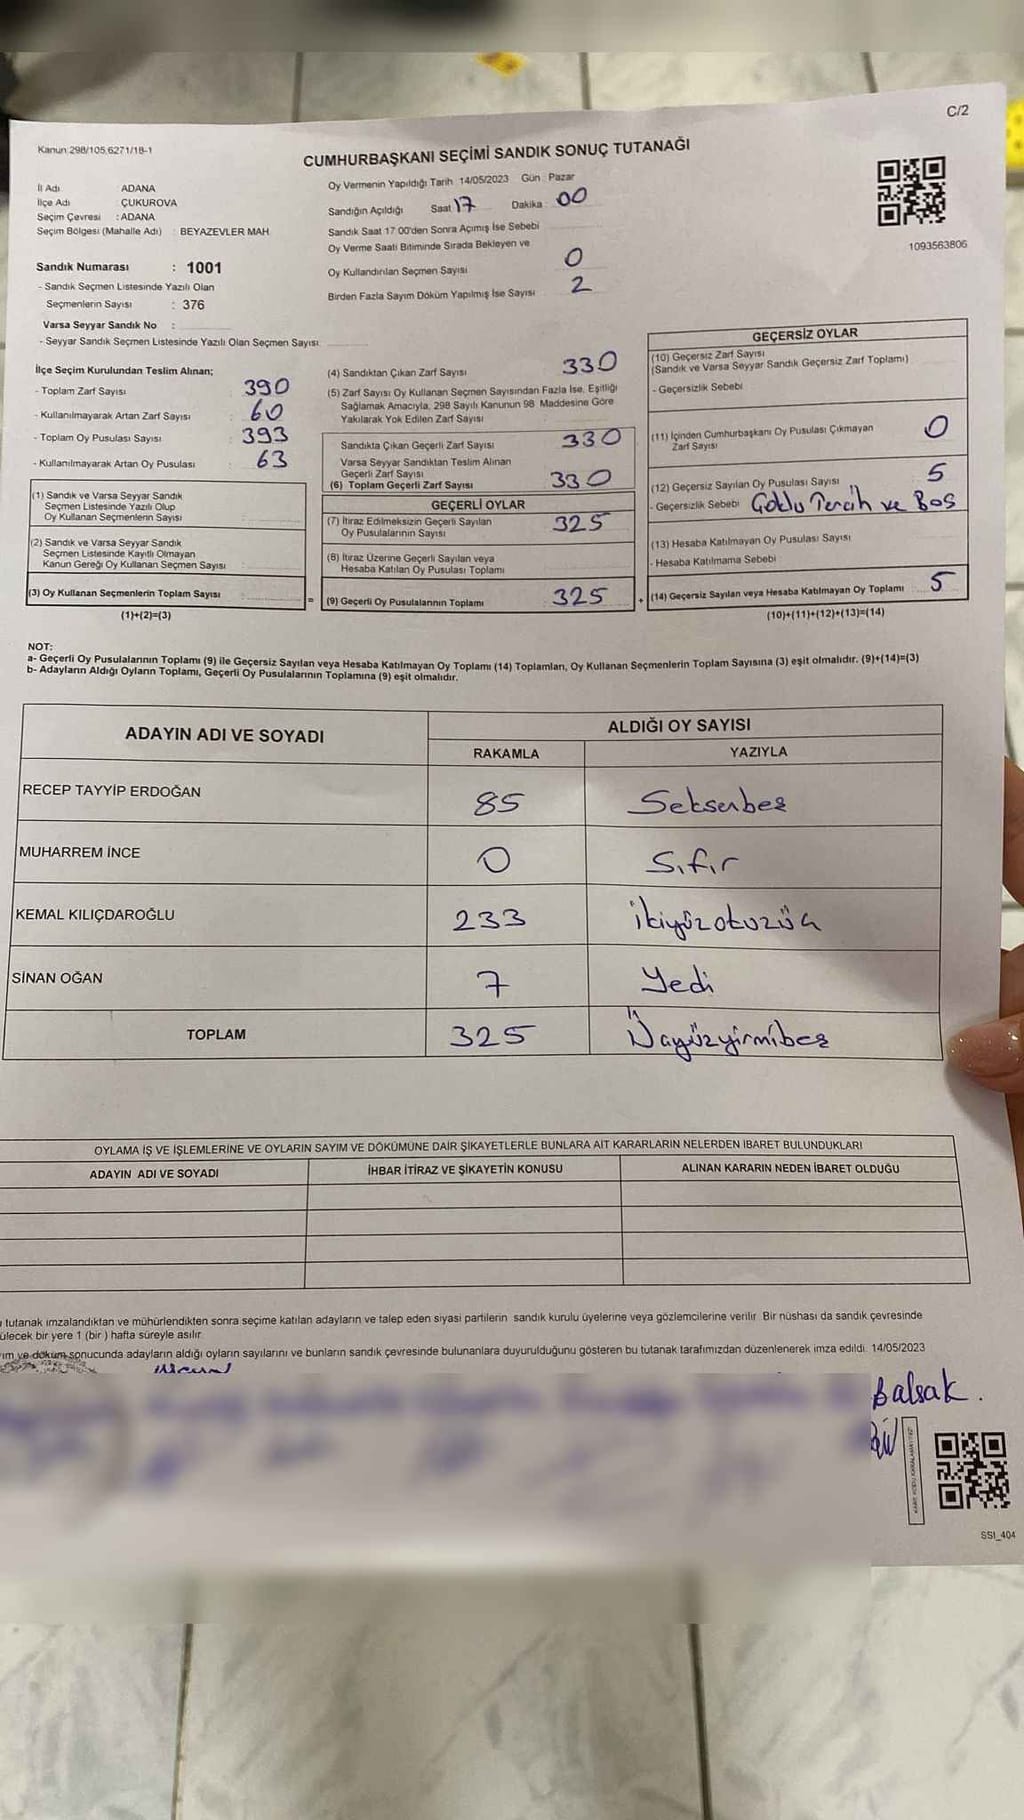 C/2
Kanun:298/105,6271/18-1
CUMHURBAŞKANI SEÇİMİ SANDIK SONUÇ TUTANAĞI
İl Adı ADANA
İlçe Adı ÇUKUROVA
Seçim Çevresi : ADANA
Seçim Bölgesi (Mahalle Adı) : BEYAZEVLER MAH
Oy Vermenin Yapıldığı Tarih 14/05/2023 Gün Pazar
Sandığın Açıldığı Saat 17 Dakika 00
Sandık Saat 17 00'den Sonra Açımış İse Sebebi
Oy Verme Saati Bitiminde Sırada Bekleyen ve
Oy Kullandırılan Seçmen Sayısı 0
Birden Fazla Sayım Döküm Yapılmış İse Sayısı 2
1093563806
Sandık Numarası : 1001
- Sandık Seçmen Listesinde Yazılı Olan
Seçmenlerin Sayısı : 376
Varsa Seyyar Sandık No :
- Seyyar Sandık Seçmen Listesinde Yazılı Olan Seçmen Sayısı:
İlçe Seçim Kurulundan Teslim Alınan;
- Toplam Zarf Sayısı 390
- Kullanılmayarak Artan Zarf Sayısı 60
- Toplam Oy Pusulası Sayısı 393
- Kullanılmayarak Artan Oy Pusulası 63
(1) Sandık ve Varsa Seyyar Sandık
Seçmen Listesinde Yazılı Olup
Oy Kullanan Seçmenlerin Sayısı
(2) Sandık ve Varsa Seyyar Sandık
Seçmen Listesinde Kayıtlı Olmayan
Kanun Gereği Oy Kullanan Seçmen Sayısı :
(3) Oy Kullanan Seçmenlerin Toplam Sayısı =
(1)+(2)=(3)
(4) Sandıktan Çıkan Zarf Sayısı 330
(5) Zarf Sayısı Oy Kullanan Seçmen Sayısından Fazla İse, Eşitliği
Sağlamak Amacıyla, 298 Sayılı Kanunun 98 Maddesine Göre
Yakılarak Yok Edilen Zarf Sayısı
Sandıkta Çıkan Geçerli Zarf Sayısı 330
Varsa Seyyar Sandıktan Teslim Alınan
Geçerli Zarf Sayısı
(6) Toplam Geçerli Zarf Sayısı 330
GEÇERLİ OYLAR
(7) İtiraz Edilmeksizin Geçerli Sayılan
Oy Pusulalarının Sayısı 325
(8) İtiraz Üzerine Geçerli Sayılan veya
Hesaba Katılan Oy Pusulası Toplamı
(9) Geçerli Oy Pusulalarının Toplamı 325 +
GEÇERSİZ OYLAR
(10) Geçersiz Zarf Sayısı
(Sandık ve Varsa Seyyar Sandık Geçersiz Zarf Toplamı)
- Geçersizlik Sebebi
(11) İçinden Cumhurbaşkanı Oy Pusulası Çıkmayan
Zarf Sayısı 0
(12) Geçersiz Sayılan Oy Pusulası Sayısı 5
- Geçersizlik Sebebi Çoklu Tercih ve Boş
(13) Hesaba Katılmayan Oy Pusulası Sayısı
- Hesaba Katılmama Sebebi
(14) Geçersiz Sayılan veya Hesaba Katılmayan Oy Toplamı 5
(10)+(11)+(12)+(13)=(14)
NOT:
a- Geçerli Oy Pusulalarının Toplamı (9) ile Geçersiz Sayılan veya Hesaba Katılmayan Oy Toplamı (14) Toplamları, Oy Kullanan Seçmenlerin Toplam Sayısına (3) eşit olmalıdır. (9)+(14)=(3)
b- Adayların Aldığı Oyların Toplamı, Geçerli Oy Pusulalarının Toplamına (9) eşit olmalıdır.
ADAYIN ADI VE SOYADI ALDIĞI OY SAYISI
RAKAMLA YAZIYLA
RECEP TAYYİP ERDOĞAN 85 Seksenbeş
MUHARREM İNCE 0 Sıfır
KEMAL KILIÇDAROĞLU 233 İkiyüzotuzüç
SİNAN OĞAN 7 Yedi
TOPLAM 325 Üçyüzyirmibeş
OYLAMA İŞ VE İŞLEMLERİNE VE OYLARIN SAYIM VE DÖKÜMÜNE DAİR ŞİKAYETLERLE BUNLARA AİT KARARLARIN NELERDEN İBARET BULUNDUKLARI
ADAYIN ADI VE SOYADI İHBAR İTİRAZ VE ŞİKAYETİN KONUSU ALINAN KARARIN NEDEN İBARET OLDUĞU
tutanak imzalandıktan ve mühürlendikten sonra seçime katılan adayların ve talep eden siyasi partilerin sandık kurulu üyelerine veya gözlemcilerine verilir. Bir nüshası da sandık çevresinde
ülecek bir yere 1 (bir) hafta süreyle asılır
ım ve döküm sonucunda adayların aldığı oyların sayılarını ve bunların sandık çevresinde bulunanlara duyurulduğunu gösteren bu tutanak tarafımızdan düzenlenerek imza edildi. 14/05/2023
Balsak.
SSI_404